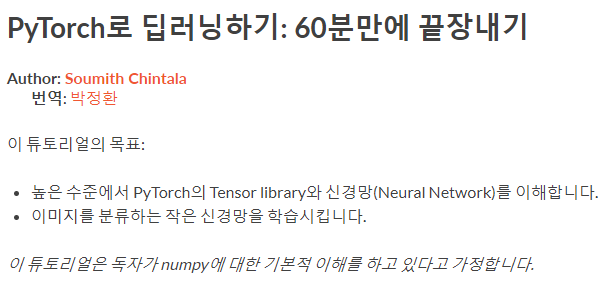 PyTorch로 딥러닝하기: 60분만에 끝장내기
Author: Soumith Chintala
번역: 박정환
이 튜토리얼의 목표:
• 높은 수준에서 PyTorch의 Tensor library와 신경망(Neural Network)를 이해합니다.
• 이미지를 분류하는 작은 신경망을 학습시킵니다.
이 튜토리얼은 독자가 numpy에 대한 기본적 이해를 하고 있다고 가정합니다.